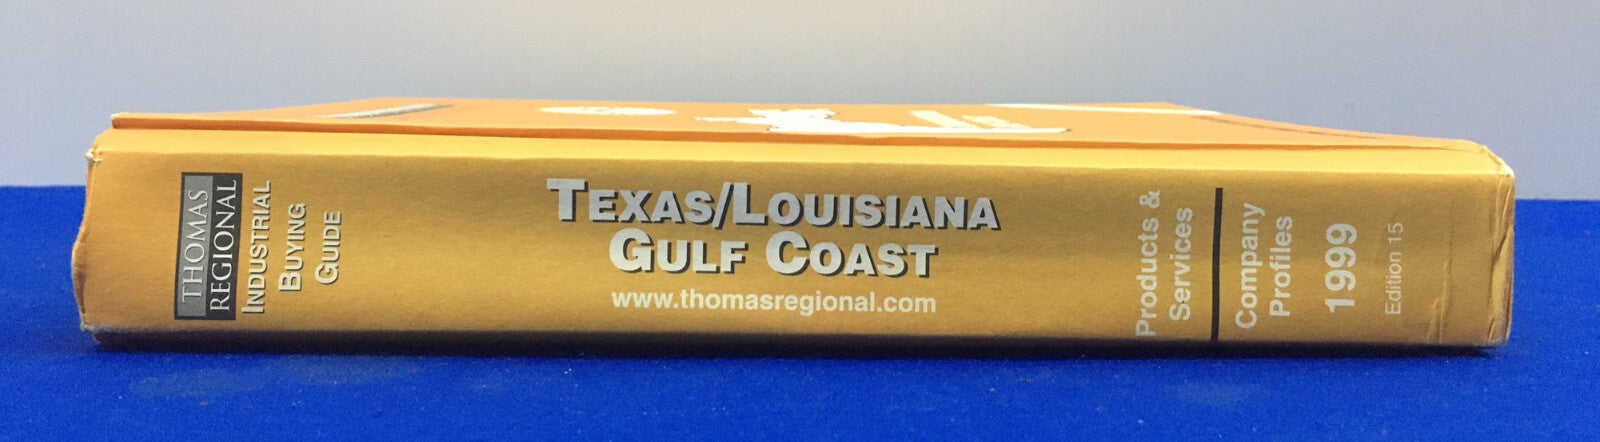 THOMAS
REGIONAL
INDUSTRIAL
BUYING
GUIDE
TEXAS/LOUISIANA
GULF COAST
www.thomasregional.com
Products &
Services
Company
Profiles
1999
Edition 15